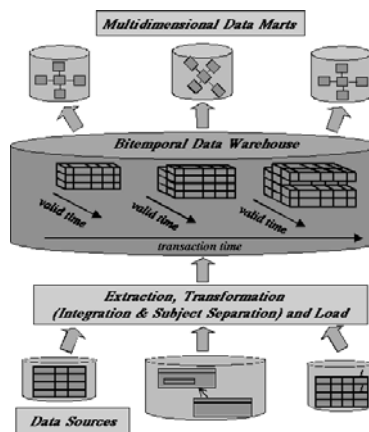 Multidimensional Data Marts
Bitemporal Data Warehouse
valid time
valid time
valid time
transaction time
Extraction, Transformation
(Integration & Subject Separation) and Load
Data Sources